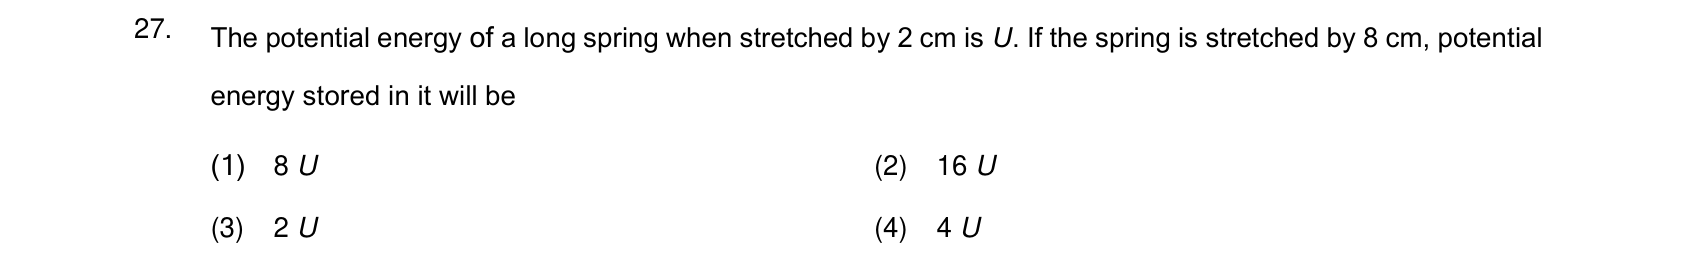 27. The potential energy of a long spring when stretched by 2 cm is U. If the spring is stretched by 8 cm, potential
energy stored in it will be
(1) 8 U (2) 16 U
(3) 2 U (4) 4 U